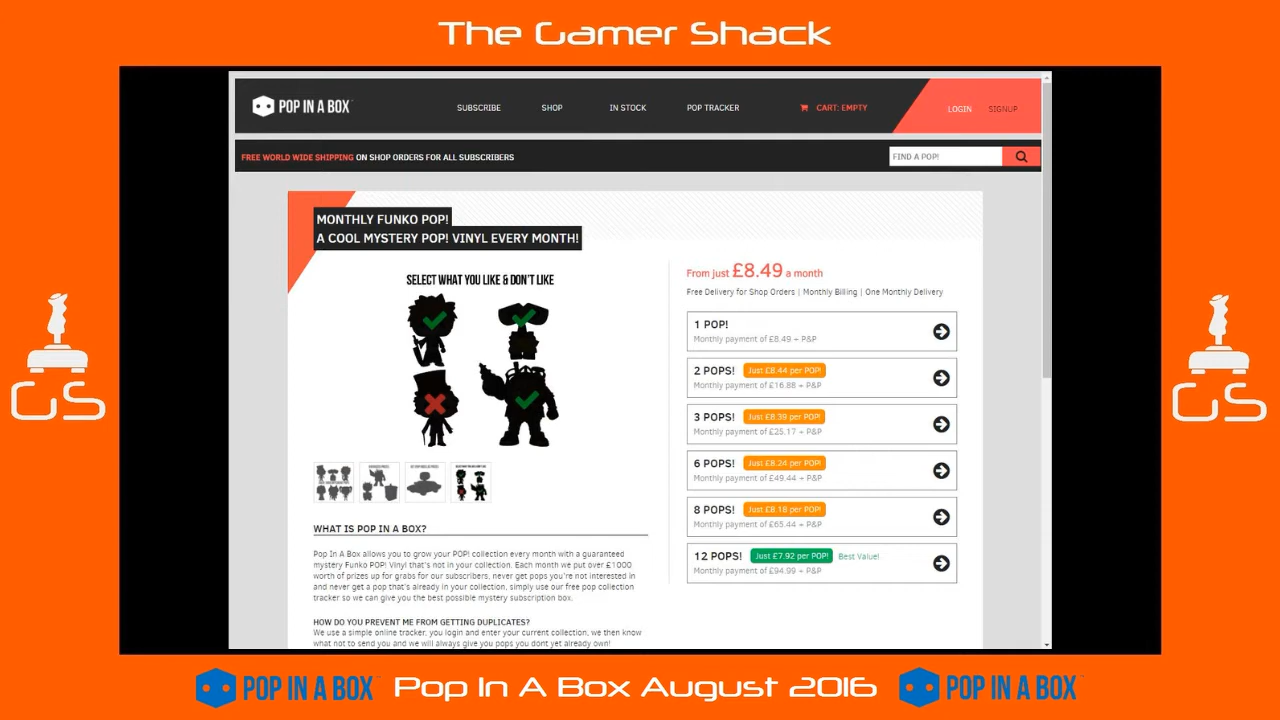 The Gamer Shack
POP IN A BOX
SUBSCRIBE
SHOP
IN STOCK
POP TRACKER
CART: EMPTY
LOGIN
SIGNUP
FREE WORLD WIDE SHIPPING ON SHOP ORDERS FOR ALL SUBSCRIBERS
FIND A POP!
MONTHLY FUNKO POP!
A COOL MYSTERY POP! VINYL EVERY MONTH!
SELECT WHAT YOU LIKE & DON'T LIKE
WHAT IS POP IN A BOX?
Pop In A Box allows you to grow your POP! collection every month with a guaranteed
mystery Funko POP! Vinyl that's not in your collection. Each month we put over £1000
worth of prizes up for grabs for our subscribers, never get pops you're not interested in
and never get a pop that's already in your collection, simply use our free pop collection
tracker so we can give you the best possible mystery subscription box.
HOW DO YOU PREVENT ME FROM GETTING DUPLICATES?
We use a simple online tracker, you login and enter your current collection, we then know
what not to send you and we will always give you pops you dont yet already own!
From just £8.49 a month
Free Delivery for Shop Orders | Monthly Billing | One Monthly Delivery
1 POP!
Monthly payment of £8.49 + P&P
2 POPS! Just £8.44 per POP!
Monthly payment of £16.88 + P&P
3 POPS! Just £8.39 per POP!
Monthly payment of £25.17 + P&P
6 POPS! Just £8.24 per POP!
Monthly payment of £49.44 + P&P
8 POPS! Just £8.18 per POP!
Monthly payment of £65.44 + P&P
12 POPS! Just £7.92 per POP! Best Value!
Monthly payment of £94.99 + P&P
GS
GS
POP IN A BOX
Pop In A Box August 2016
POP IN A BOX